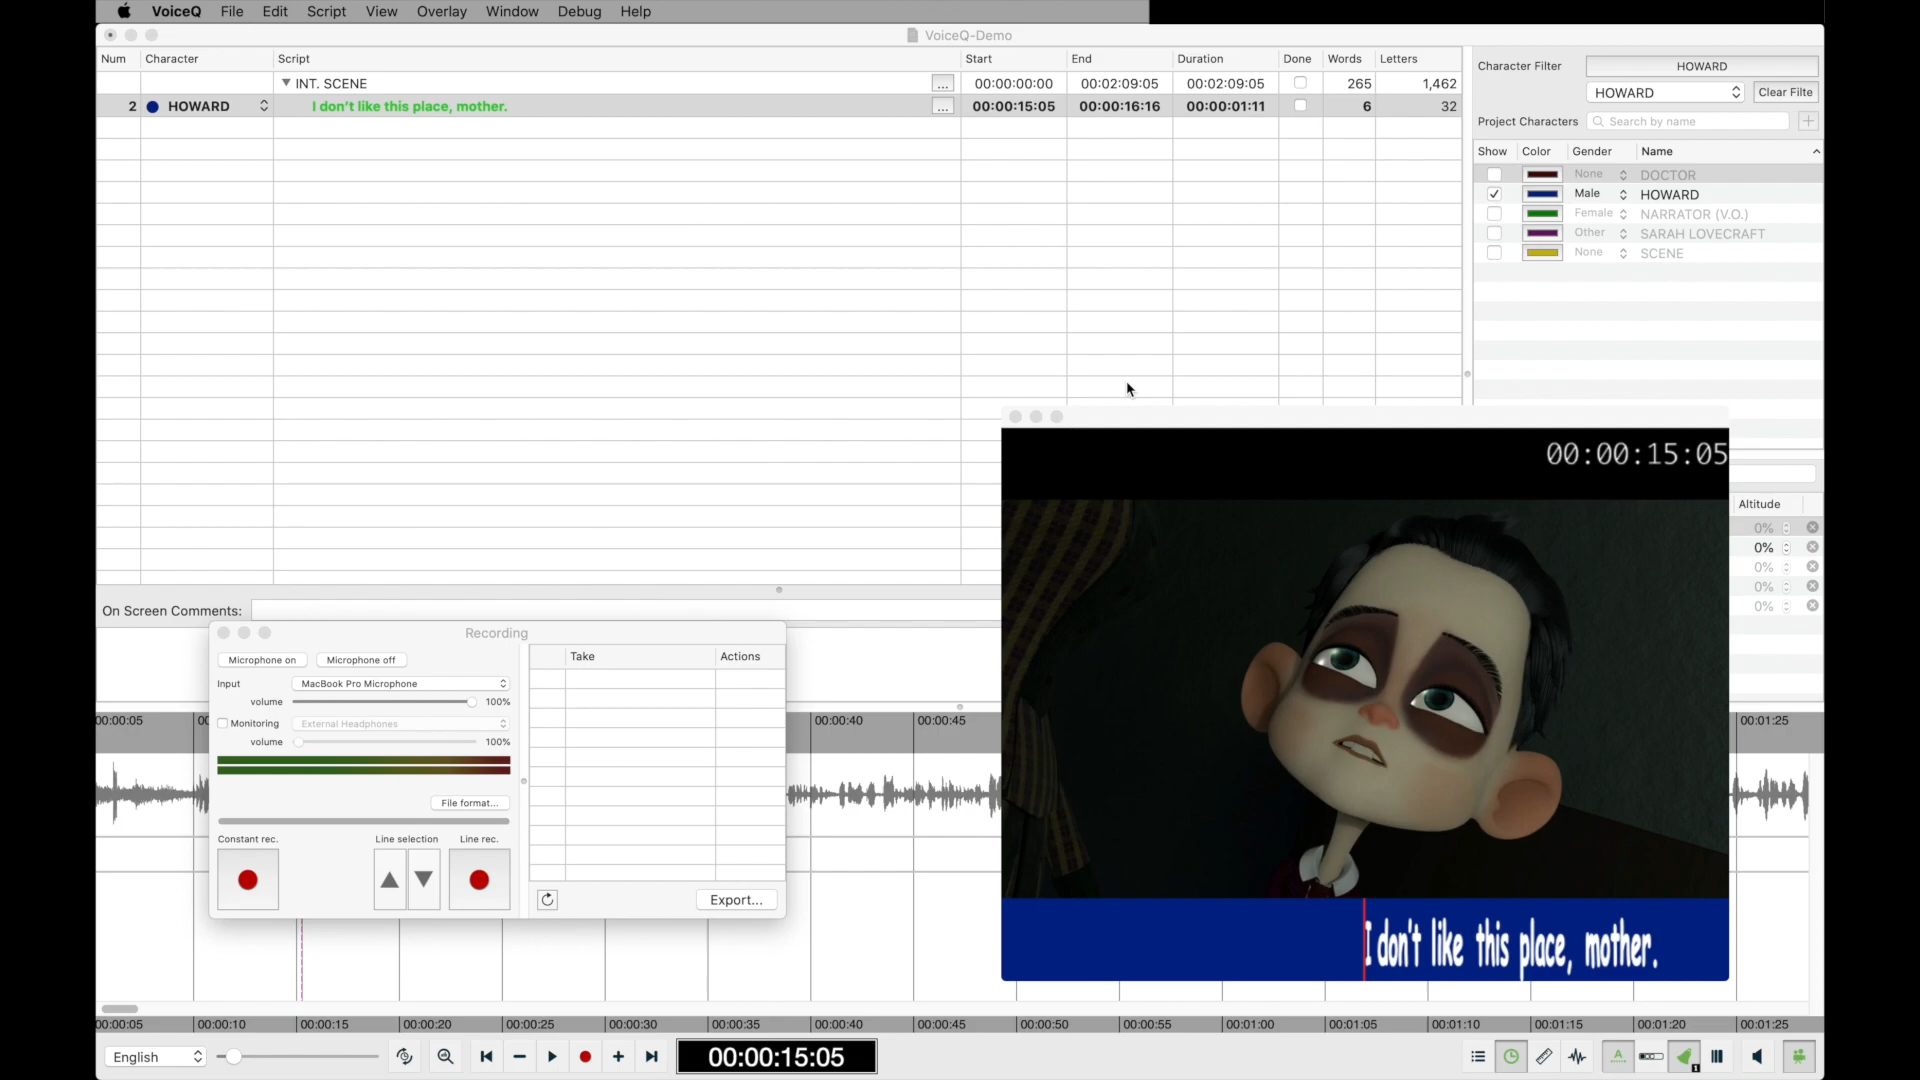 VoiceQ File Edit Script View Overlay Window Debug Help
VoiceQ-Demo
Num Character Script Start End Duration Done Words Letters
INT. SCENE ... 00:00:00:00 00:02:09:05 00:02:09:05 265 1,462
2 HOWARD I don't like this place, mother. ... 00:00:15:05 00:00:16:16 00:00:01:11 6 32
Character Filter HOWARD
HOWARD Clear Filte
Project Characters Search by name
Show Color Gender Name
None DOCTOR
Male HOWARD
Female NARRATOR (V.O.)
Other SARAH LOVECRAFT
None SCENE
00:00:15:05
Altitude
0%
0%
0%
0%
0%
I don't like this place, mother.
On Screen Comments:
Recording
Microphone on Microphone off
Input MacBook Pro Microphone
volume 100%
Monitoring External Headphones
volume 100%
File format...
Constant rec. Line selection Line rec.
Take Actions
Export...
00:00:05 00:00:40 00:00:45 00:01:25
00:00:05 00:00:10 00:00:15 00:00:20 00:00:25 00:00:30 00:00:35 00:00:40 00:00:45 00:00:50 00:00:55 00:01:00 00:01:05 00:01:10 00:01:15 00:01:20 00:01:25
English 00:00:15:05 A 1